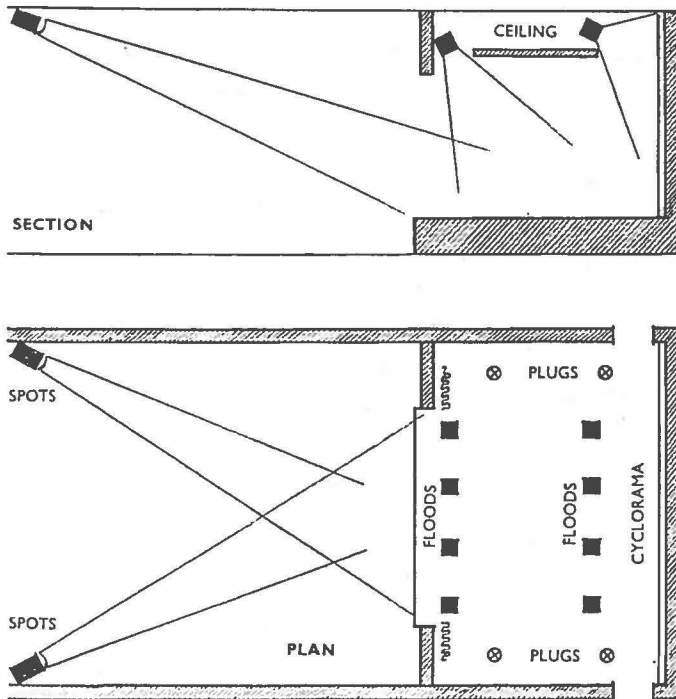 CEILING
SECTION
SPOTS
PLUGS
FLOODS
FLOODS
CYCLORAMA
SPOTS
PLAN
PLUGS